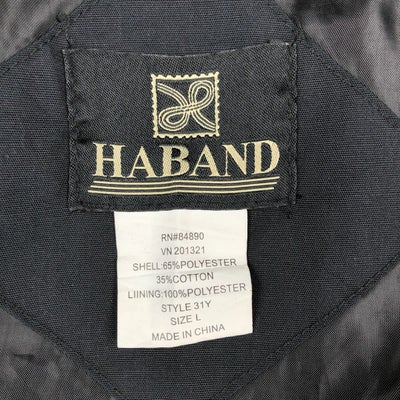 HABAND
RN#84890
VN 201321
SHELL:65%POLYESTER
35%COTTON
LIINING:100%POLYESTER
STYLE 31Y
SIZE L
MADE IN CHINA